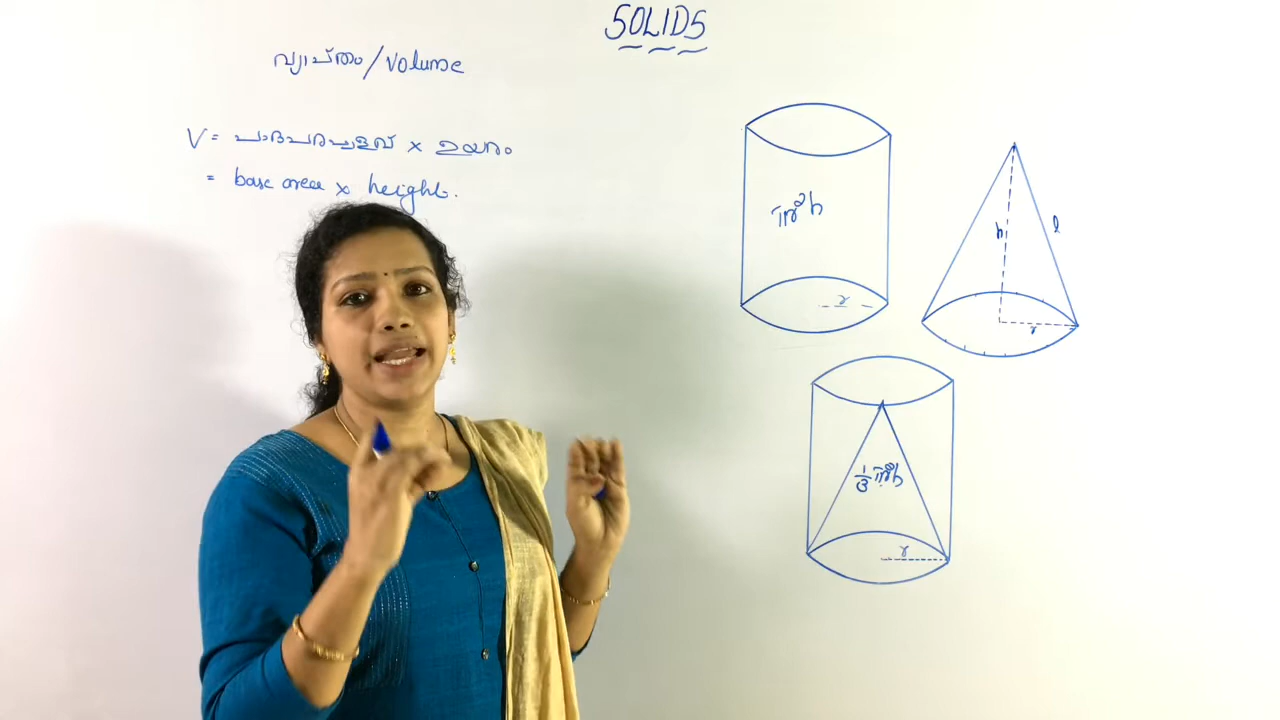 SOLIDS
വ്യാപ്തം/Volume
V = പാദപരപ്പളവ് × ഉയരം
= base area × height.
πr²h
r
h
l
r
1/3 πr²h
r